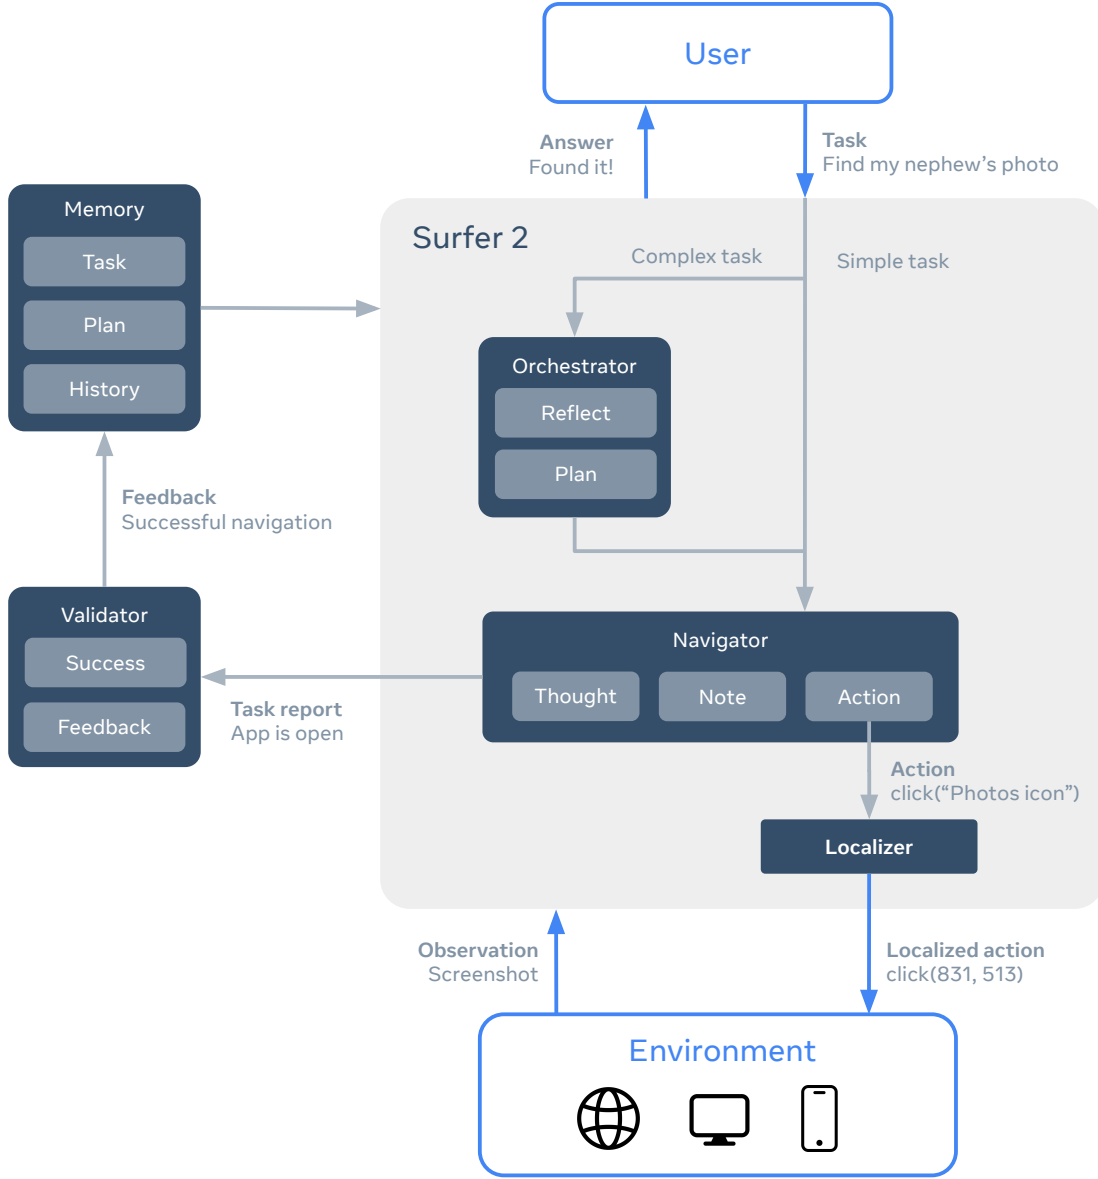 User
Answer
Found it!
Task
Find my nephew's photo
Memory
Task
Plan
History
Surfer 2
Complex task
Simple task
Orchestrator
Reflect
Plan
Feedback
Successful navigation
Validator
Success
Feedback
Task report
App is open
Navigator
Thought
Note
Action
Action
click(“Photos icon”)
Localizer
Observation
Screenshot
Localized action
click(831, 513)
Environment